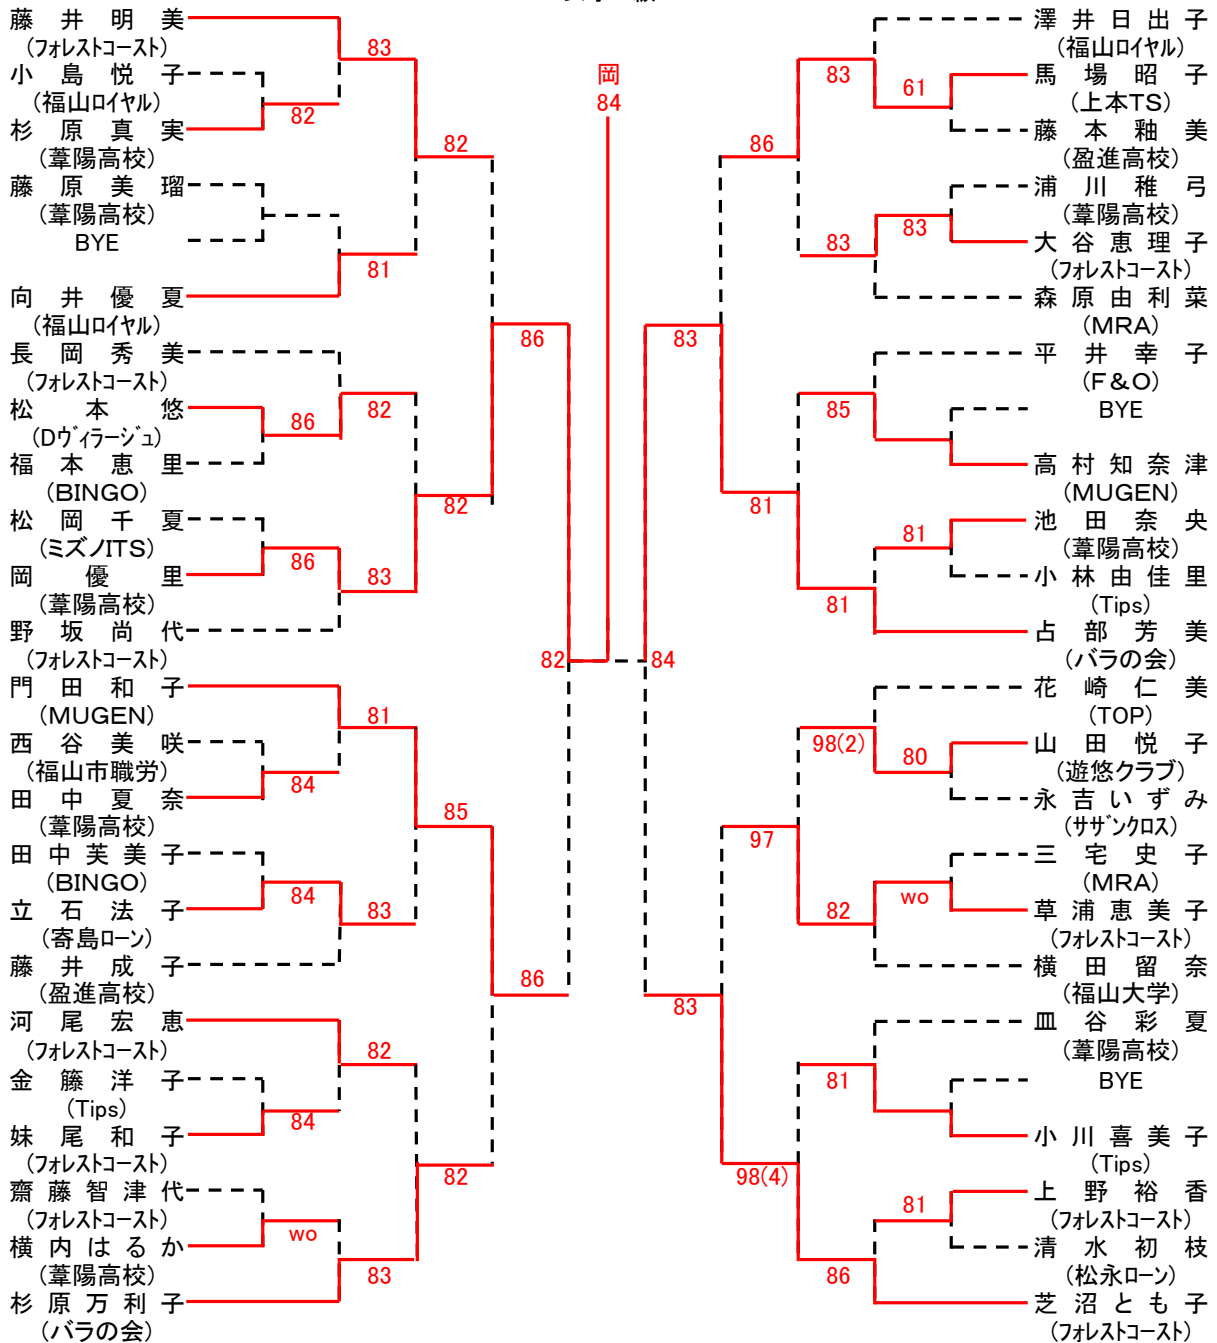 藤井明美
(フォレストコースト)
小島悦子
(福山ロイヤル)
杉原真実
(葦陽高校)
藤原美瑠
(葦陽高校)
BYE
向井優夏
(福山ロイヤル)
長岡秀美
(フォレストコースト)
松本悠
(Dヴィラージュ)
福本恵里
(BINGO)
松岡千夏
(ミズノITS)
岡優里
(葦陽高校)
野坂尚代
(フォレストコースト)
門田和子
(MUGEN)
西谷美咲
(福山市職労)
田中夏奈
(葦陽高校)
田中芙美子
(BINGO)
立石法子
(寄島ローン)
藤井成子
(盈進高校)
河尾宏恵
(フォレストコースト)
金籐洋子
(Tips)
妹尾和子
(フォレストコースト)
齋藤智津代
(フォレストコースト)
横内はるか
(葦陽高校)
杉原万利子
(バラの会)
83
82
81
86
82
86
83
81
84
84
83
82
84
wo
83
82
82
85
82
86
86
82
岡
84
84
83
83
86
81
97
98(4)
83
83
85
81
98(2)
82
81
86
61
83
81
80
wo
81
澤井日出子
(福山ロイヤル)
馬場昭子
(上本TS)
藤本釉美
(盈進高校)
浦川稚弓
(葦陽高校)
大谷恵理子
(フォレストコースト)
森原由利菜
(MRA)
平井幸子
(F&O)
BYE
高村知奈津
(MUGEN)
池田奈央
(葦陽高校)
小林由佳里
(Tips)
占部芳美
(バラの会)
花崎仁美
(TOP)
山田悦子
(遊悠クラブ)
永吉いずみ
(サザンクロス)
三宅史子
(MRA)
草浦恵美子
(フォレストコースト)
横田留奈
(福山大学)
皿谷彩夏
(葦陽高校)
BYE
小川喜美子
(Tips)
上野裕香
(フォレストコースト)
清水初枝
(松永ローン)
芝沼とも子
(フォレストコースト)